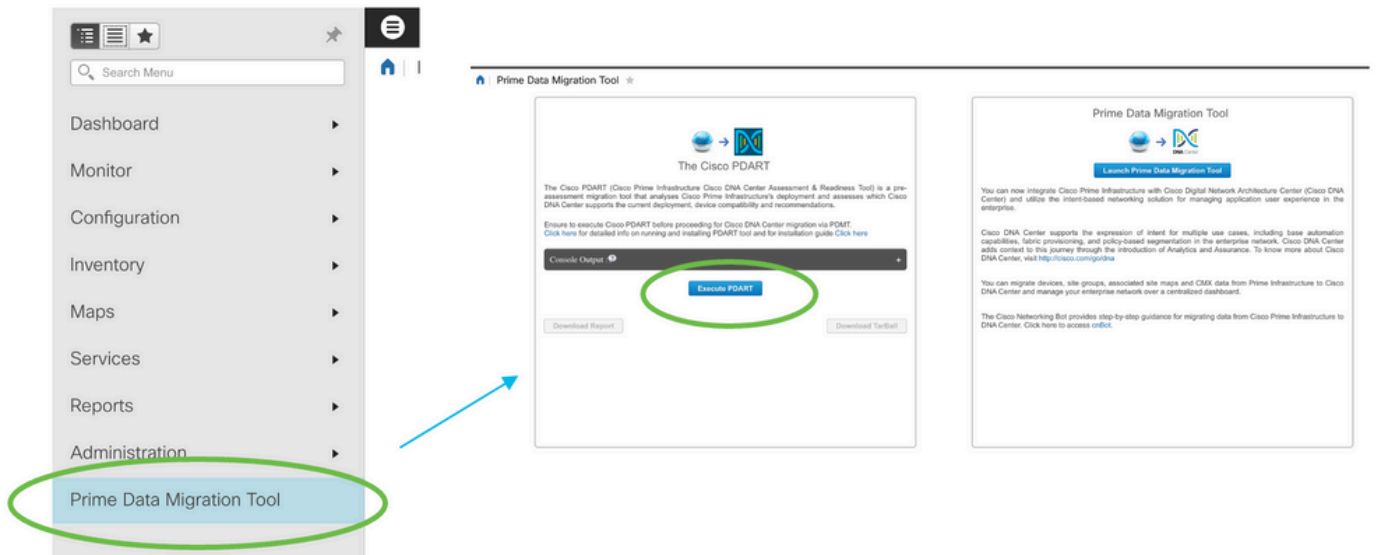 Search Menu
Dashboard
Monitor
Configuration
Inventory
Maps
Services
Reports
Administration
Prime Data Migration Tool
Prime Data Migration Tool
The Cisco PDART
The Cisco PDART (Cisco Prime Infrastructure Cisco DNA Center Assessment & Readiness Tool) is a pre-
assessment migration tool that analyses Cisco Prime Infrastructure's deployment and assesses which Cisco
DNA Center supports the current deployment, device compatibility and recommendations.
Ensure to execute Cisco PDART before proceeding for Cisco DNA Center migration via PDMT.
Click here for detailed info on running and installing PDART tool and for installation guide Click here
Console Output : ? +
Execute PDART
Download Report
Download TarBall
Prime Data Migration Tool
DNA Center
Launch Prime Data Migration Tool
You can now integrate Cisco Prime Infrastructure with Cisco Digital Network Architecture Center (Cisco DNA
Center) and utilize the intent-based networking solution for managing application user experience in the
enterprise.
Cisco DNA Center supports the expression of intent for multiple use cases, including base automation
capabilities, fabric provisioning, and policy-based segmentation in the enterprise network. Cisco DNA Center
adds context to this journey through the introduction of Analytics and Assurance. To know more about Cisco
DNA Center, visit http://cisco.com/go/dna
You can migrate devices, site groups, associated site maps and CMX data from Prime Infrastructure to Cisco
DNA Center and manage your enterprise network over a centralized dashboard.
The Cisco Networking Bot provides step-by-step guidance for migrating data from Cisco Prime Infrastructure to
DNA Center. Click here to access cnBot.